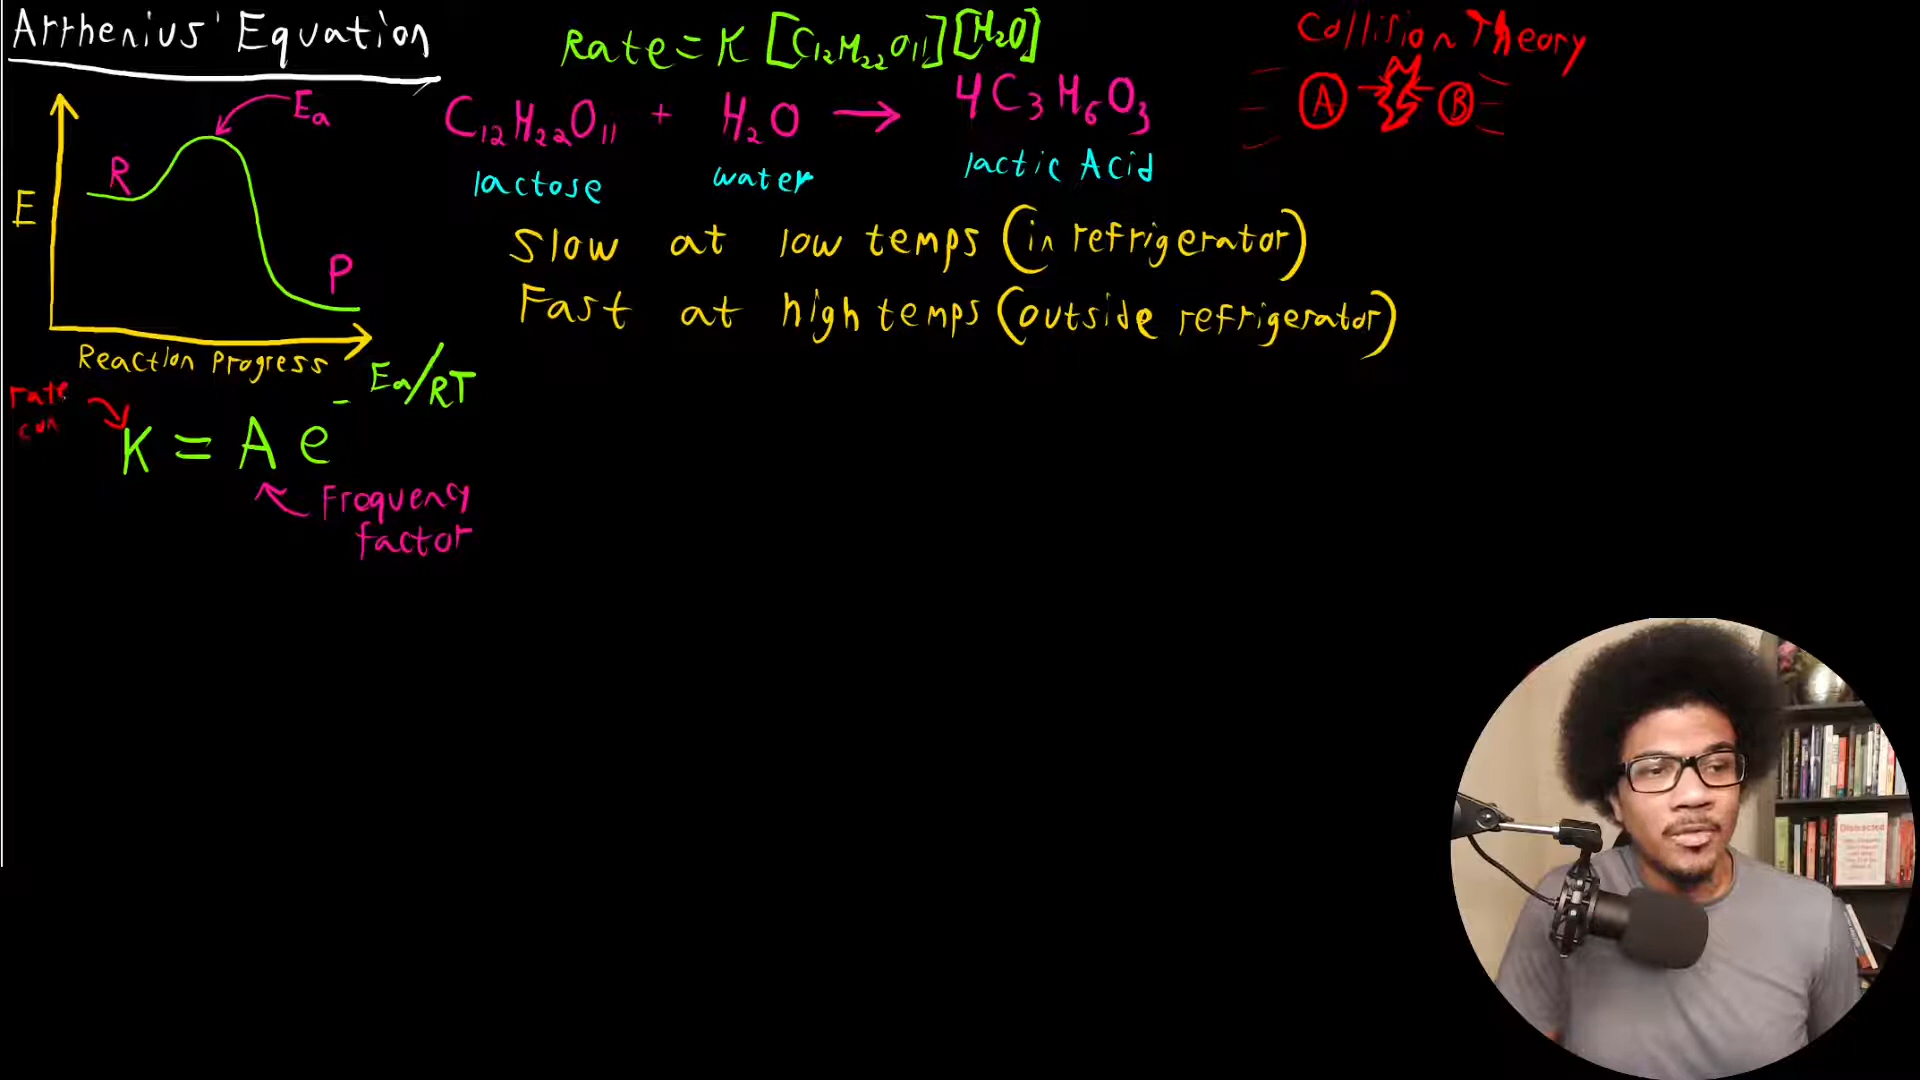 Arrhenius' Equation
Rate = K [C₁₂H₂₂O₁₁][H₂O]
Collision Theory
A B
Ea
R
E
P
Reaction Progress
C₁₂H₂₂O₁₁ + H₂O → 4C₃H₆O₃
lactose water lactic Acid
Slow at low temps (in refrigerator)
Fast at high temps (outside refrigerator)
rate
con
K = A e^- Ea/RT
Frequency
factor
Distracted